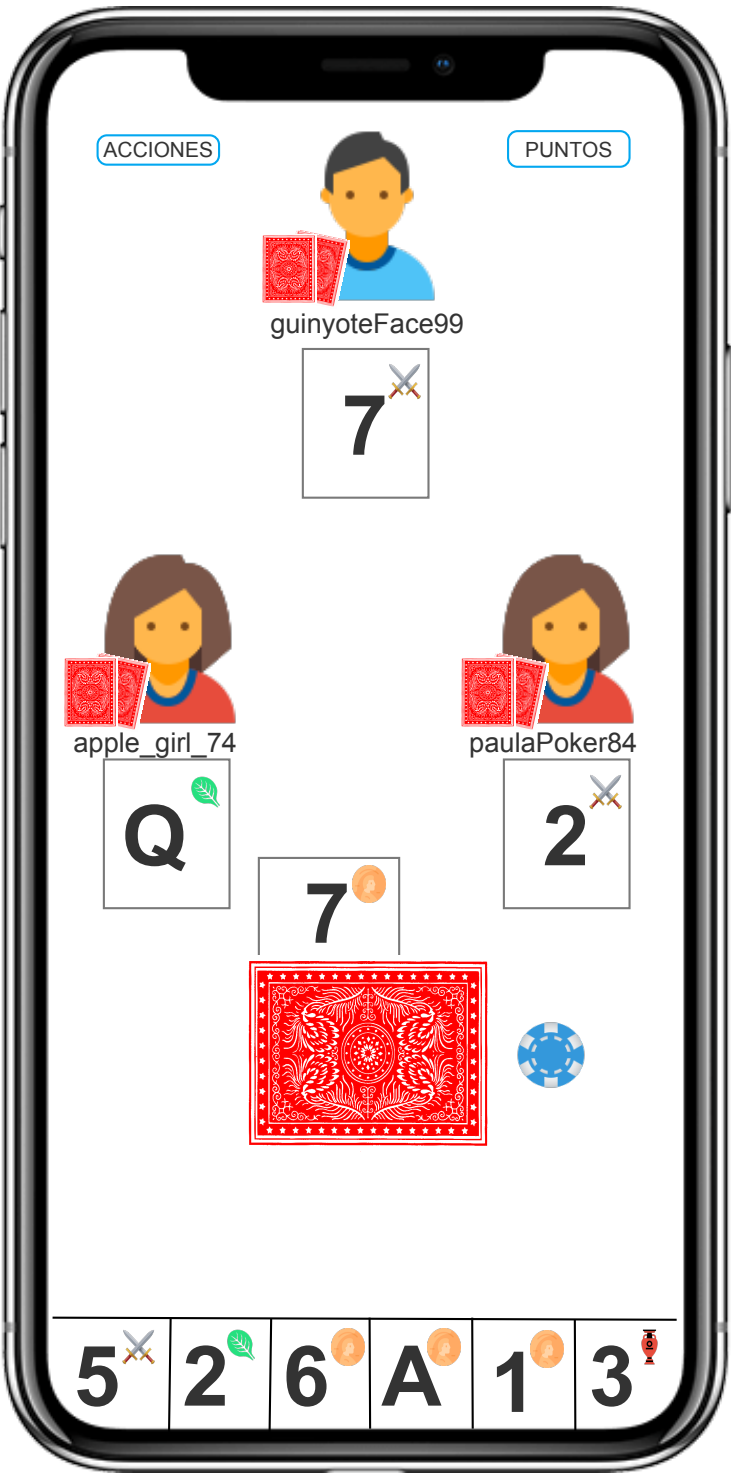 ACCIONES
PUNTOS
guinyoteFace99
7
apple_girl_74
paulaPoker84
Q
2
7
5 2 6 A 1 3